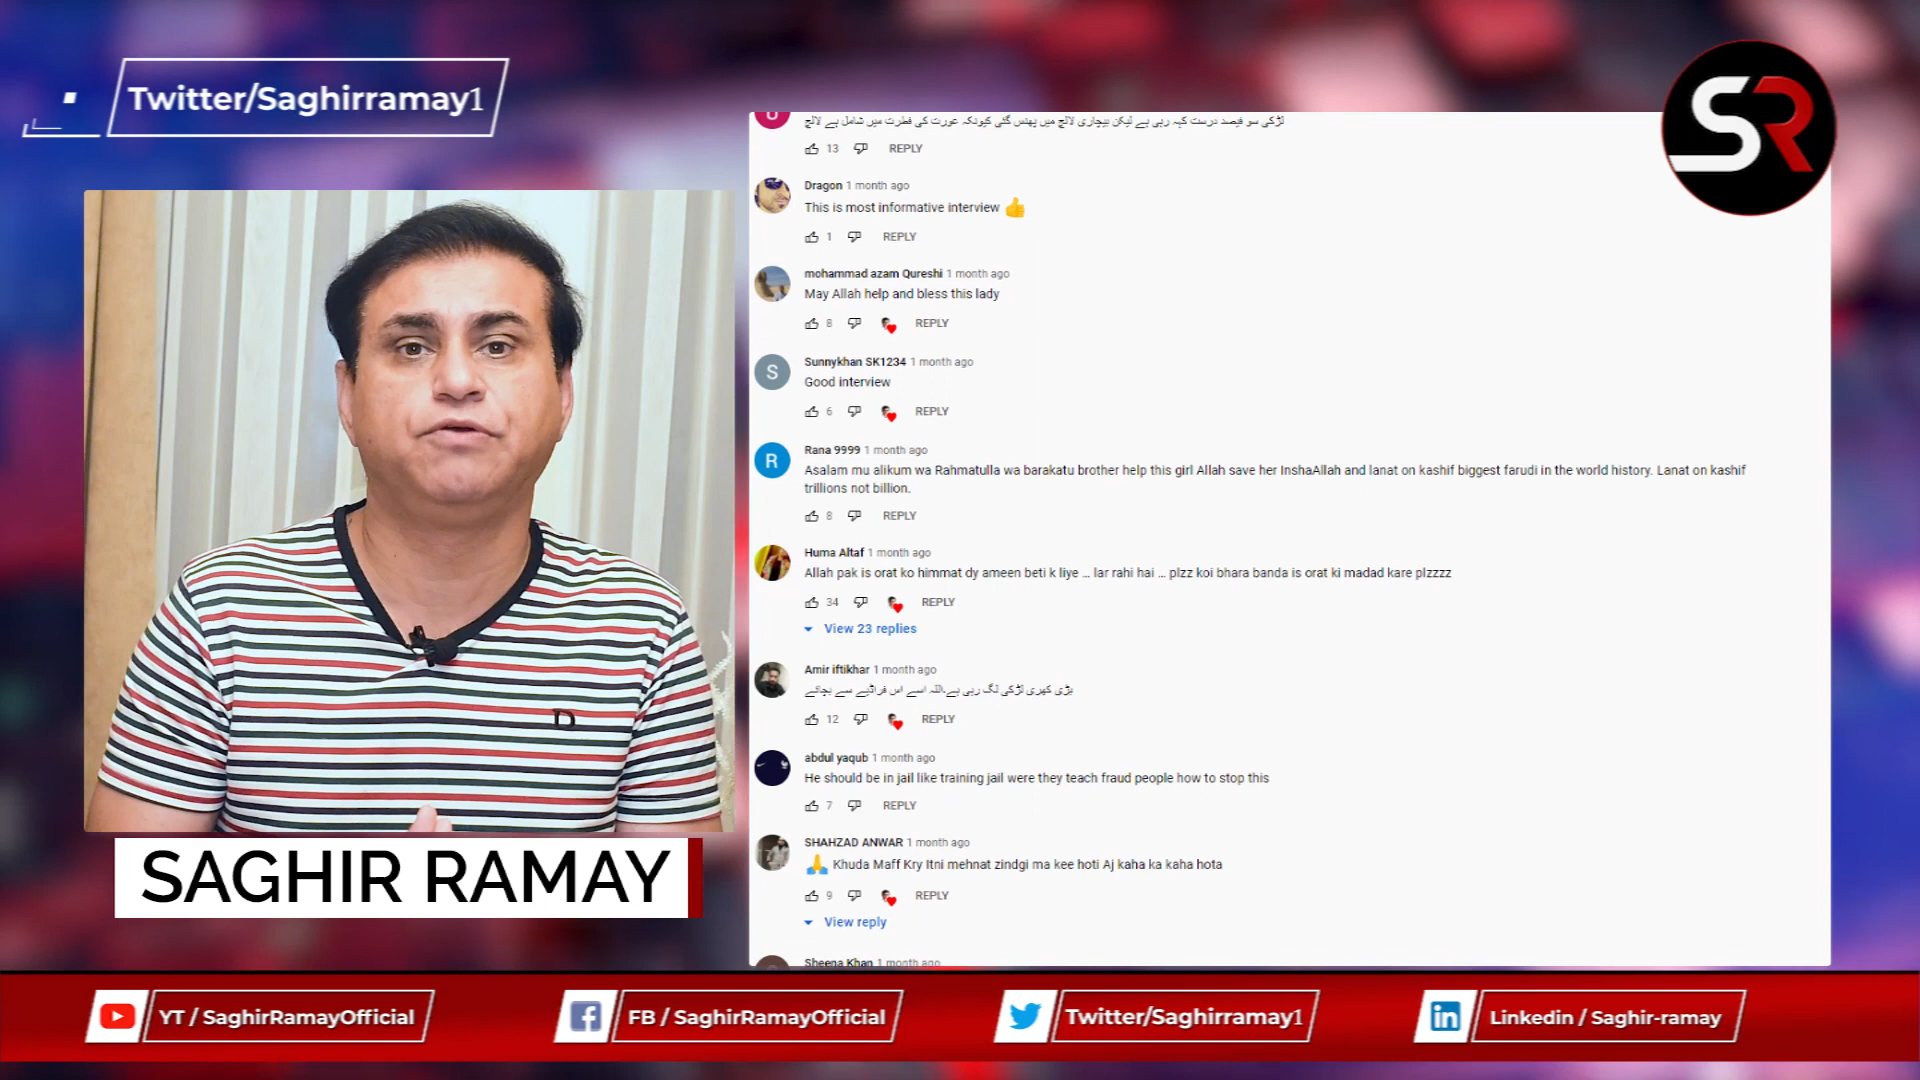 Twitter/Saghirramay1
SR
لڑکی سو فیصد درست کہہ رہی ہے لیکن بیچاری لالچ میں پھنس گئی کیونکہ عورت کی فطرت میں شامل ہے لالچ
13 REPLY
Dragon 1 month ago
This is most informative interview 👍
1 REPLY
mohammad azam Qureshi 1 month ago
May Allah help and bless this lady
8 REPLY
S
Sunnykhan SK1234 1 month ago
Good interview
6 REPLY
R
Rana 9999 1 month ago
Asalam mu alikum wa Rahmatulla wa barakatu brother help this girl Allah save her InshaAllah and lanat on kashif biggest farudi in the world history. Lanat on kashif
trillions not billion.
8 REPLY
Huma Altaf 1 month ago
Allah pak is orat ko himmat dy ameen beti k liye ... lar rahi hai ... plzz koi bhara banda is orat ki madad kare plzzzz
34 REPLY
View 23 replies
Amir iftikhar 1 month ago
بڑی کھری لڑکی لگ رہی ہے،اللہ اسے اس فراڈیے سے بچائے
12 REPLY
abdul yaqub 1 month ago
He should be in jail like training jail were they teach fraud people how to stop this
7 REPLY
SHAHZAD ANWAR 1 month ago
🙏 Khuda Maff Kry Itni mehnat zindgi ma kee hoti Aj kaha ka kaha hota
9 REPLY
View reply
Sheena Khan 1 month ago
D
SAGHIR RAMAY
YT / SaghirRamayOfficial
FB / SaghirRamayOfficial
Twitter/Saghirramay1
Linkedin / Saghir-ramay